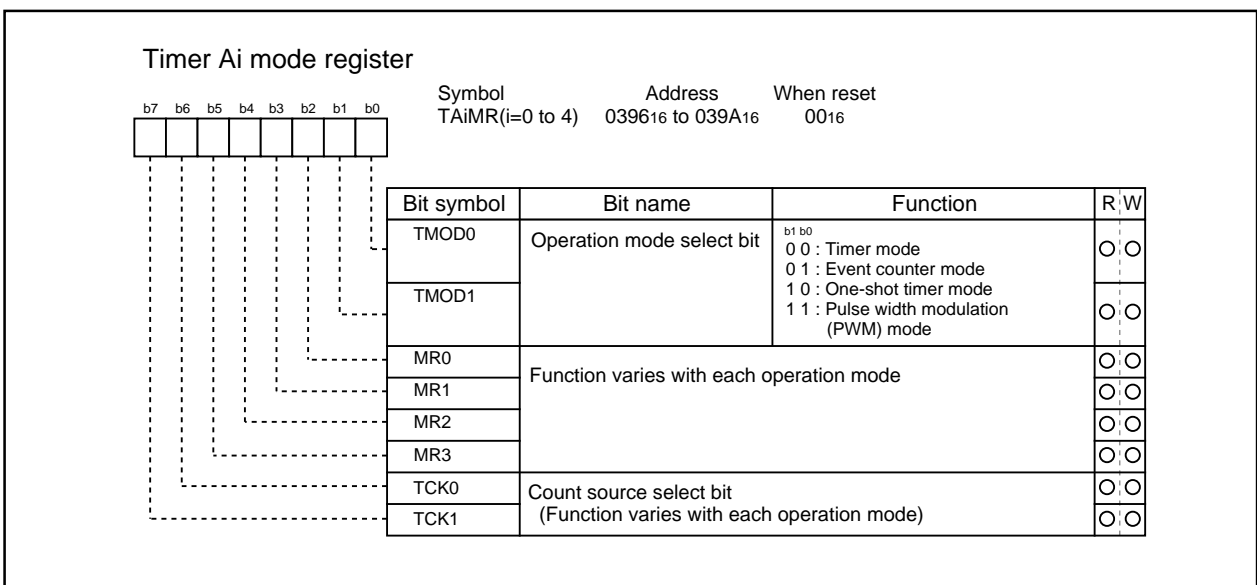 Timer Ai mode register
Symbol Address When reset
TAiMR(i=0 to 4) 039616 to 039A16 0016
b7 b6 b5 b4 b3 b2 b1 b0
Bit symbol Bit name Function R W
TMOD0 Operation mode select bit b1 b0
0 0 : Timer mode
0 1 : Event counter mode
TMOD1 1 0 : One-shot timer mode
1 1 : Pulse width modulation
(PWM) mode
MR0
Function varies with each operation mode
MR1
MR2
MR3
TCK0 Count source select bit
TCK1 (Function varies with each operation mode)